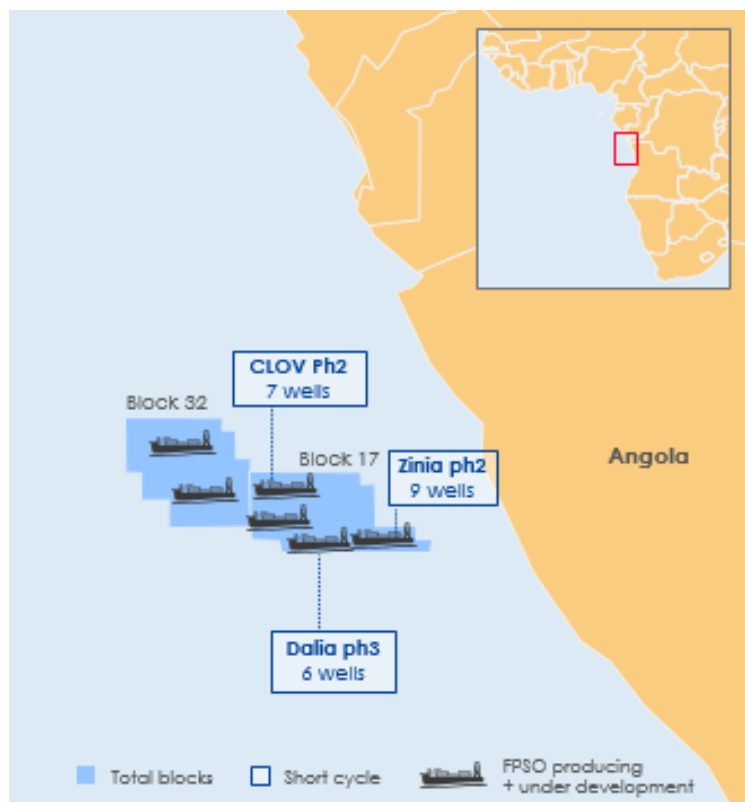 CLOV Ph2
7 wells
Block 32
Block 17
Zinia ph2
9 wells
Angola
Dalia ph3
6 wells
Total blocks
Short cycle
FPSO producing
+ under development